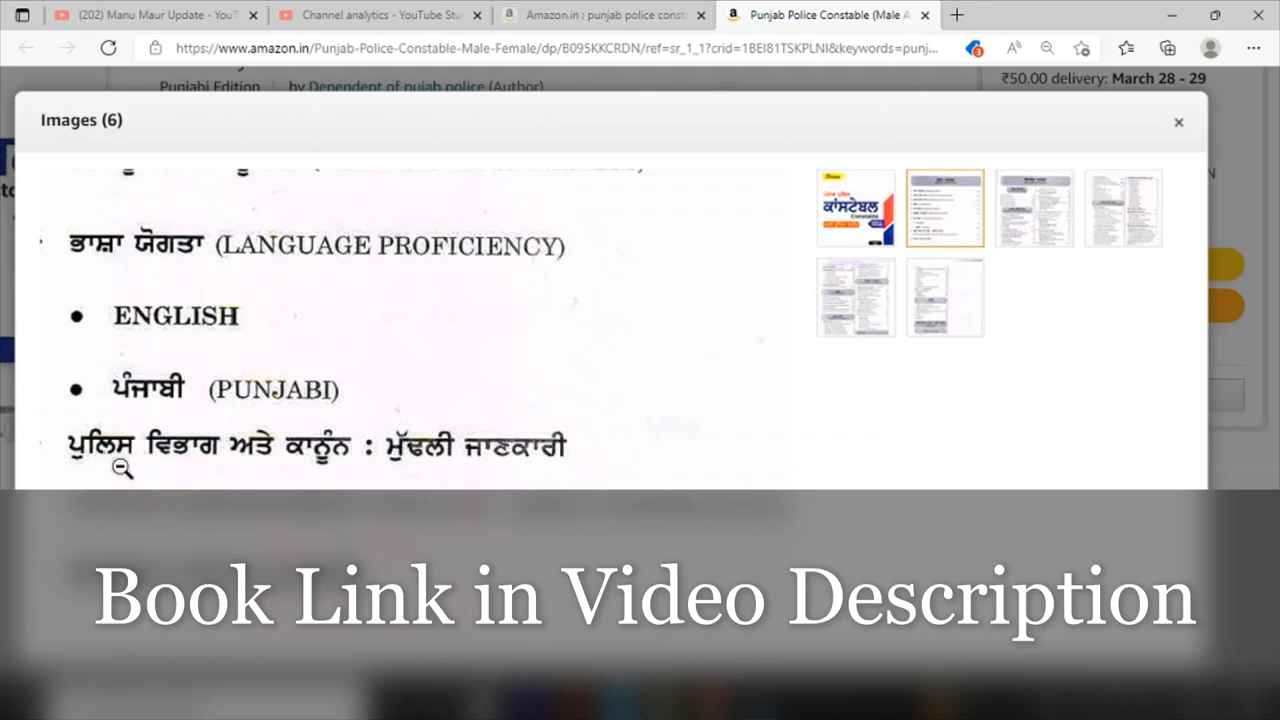 (202) Manu Maur Update - YouT
Channel analytics - YouTube Stu
Amazon.in : punjab police const
Punjab Police Constable (Male A
https://www.amazon.in/Punjab-Police-Constable-Male-Female/dp/B095KKCRDN/ref=sr_1_1?crid=1BEI81TSKPLNI&keywords=punj...
3
Punjabi Edition by Dependent of pujab police (Author)
₹50.00 delivery: March 28 - 29
Images (6)
ਭਾਸ਼ਾ ਯੋਗਤਾ (LANGUAGE PROFICIENCY)
• ENGLISH
• ਪੰਜਾਬੀ (PUNJABI)
ਪੁਲਿਸ ਵਿਭਾਗ ਅਤੇ ਕਾਨੂੰਨ : ਮੁੱਢਲੀ ਜਾਣਕਾਰੀ
ਕਾਂਸਟੇਬਲ
Constable
Book Link in Video Description